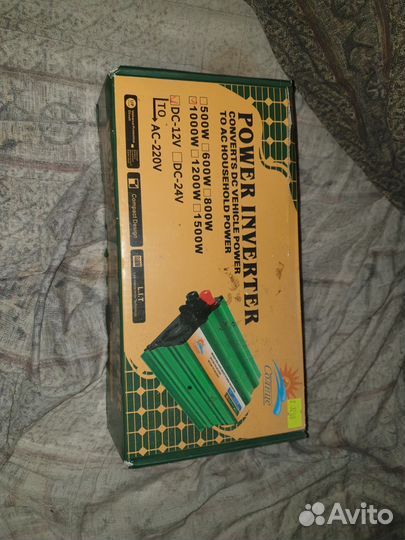 POWER INVERTER
CONVERTS DC VEHICLE POWER
TO AC HOUSEHOLD POWER
500W 600W 800W
1000W 1200W 1500W
DC-12V DC-24V
TO
AC-220V
Compact Design
L.I.T
Avito